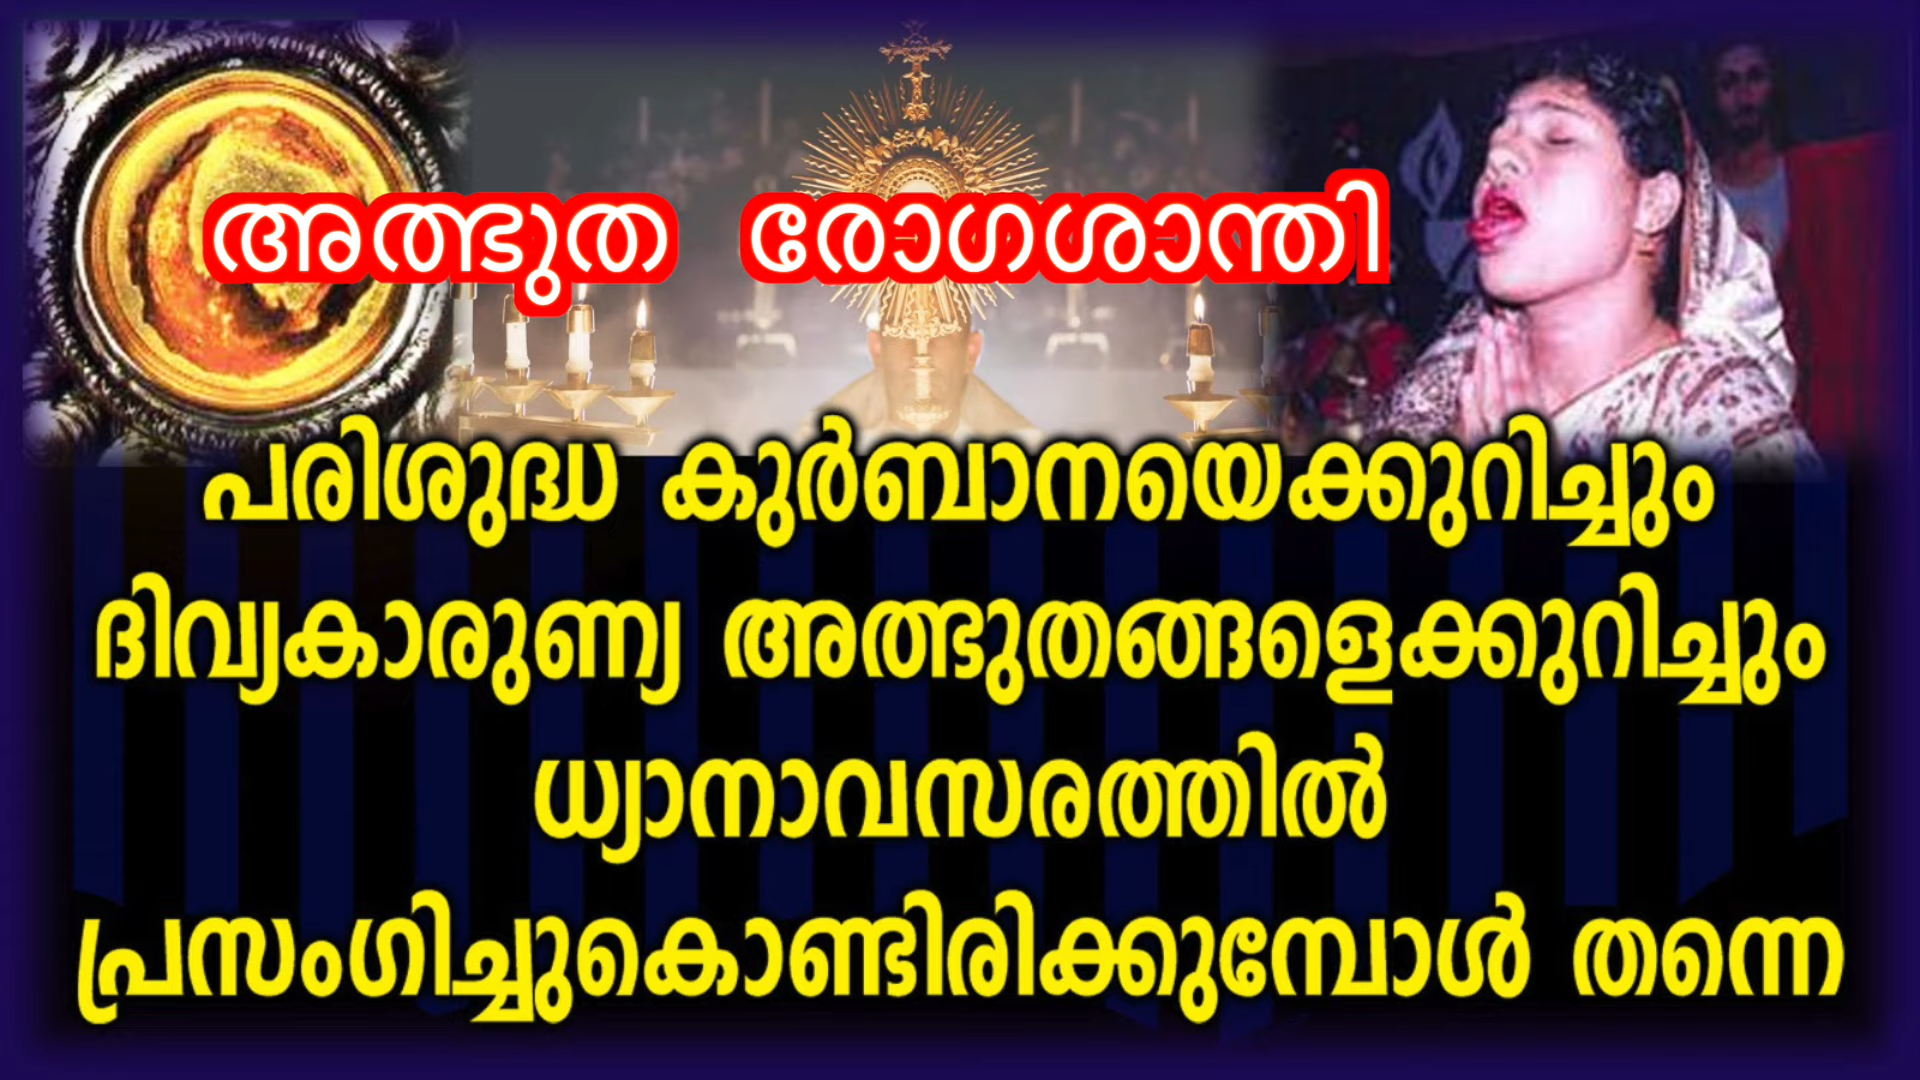 അത്ഭുത രോഗശാന്തി
പരിശുദ്ധ കുർബാനയെക്കുറിച്ചും
ദിവ്യകാരുണ്യ അത്ഭുതങ്ങളെക്കുറിച്ചും
ധ്യാനാവസരത്തിൽ
പ്രസംഗിച്ചുകൊണ്ടിരിക്കുമ്പോൾ തന്നെ